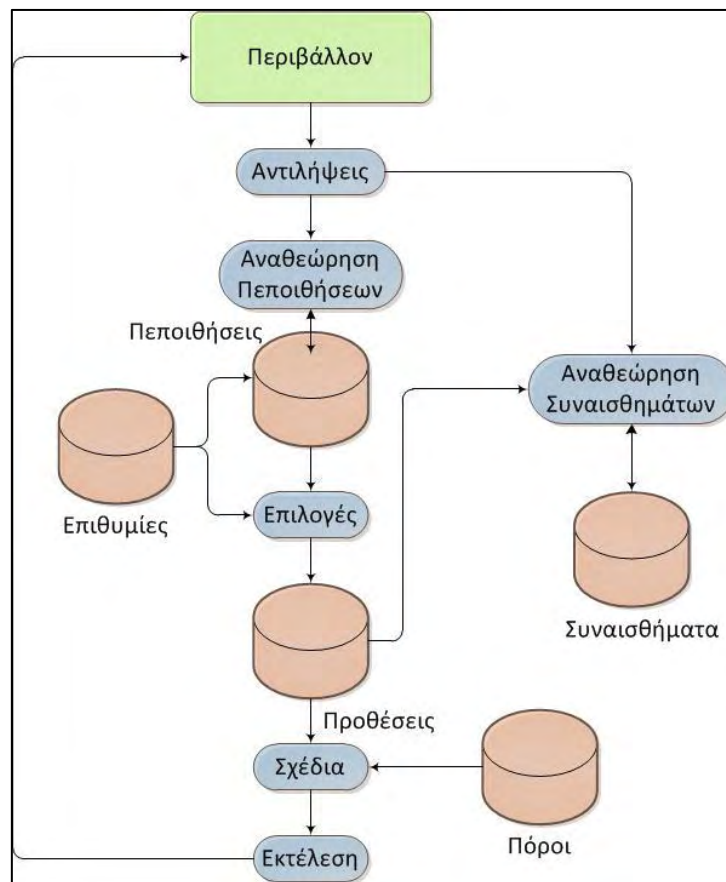 Περιβάλλον
Αντιλήψεις
Αναθεώρηση
Πεποιθήσεων
Πεποιθήσεις
Αναθεώρηση
Συναισθημάτων
Επιθυμίες
Επιλογές
Συναισθήματα
Προθέσεις
Σχέδια
Πόροι
Εκτέλεση